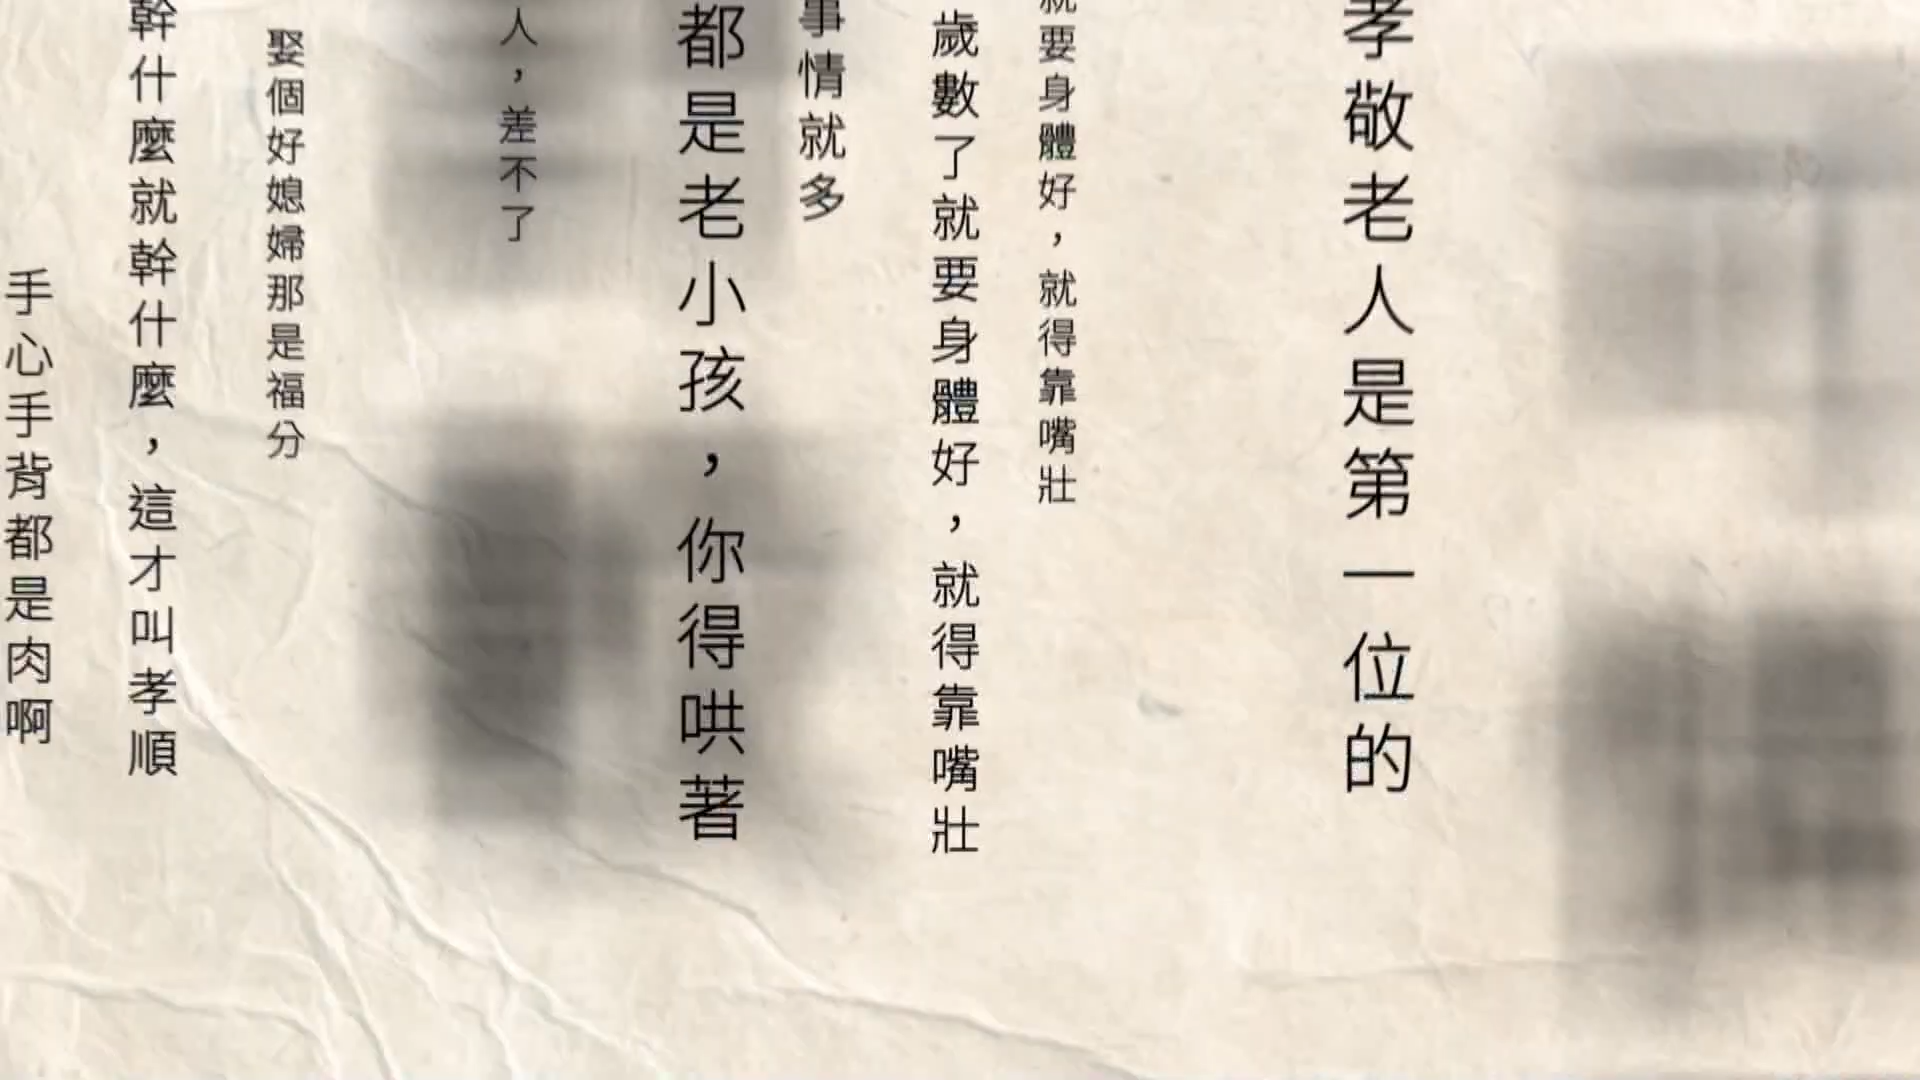 孝敬老人是第一位的
就要身體好，就得靠嘴壯
歲數了就要身體好，就得靠嘴壯
事情就多
都是老小孩，你得哄著
人，差不了
娶個好媳婦那是福分
幹什麼就幹什麼，這才叫孝順
手心手背都是肉啊